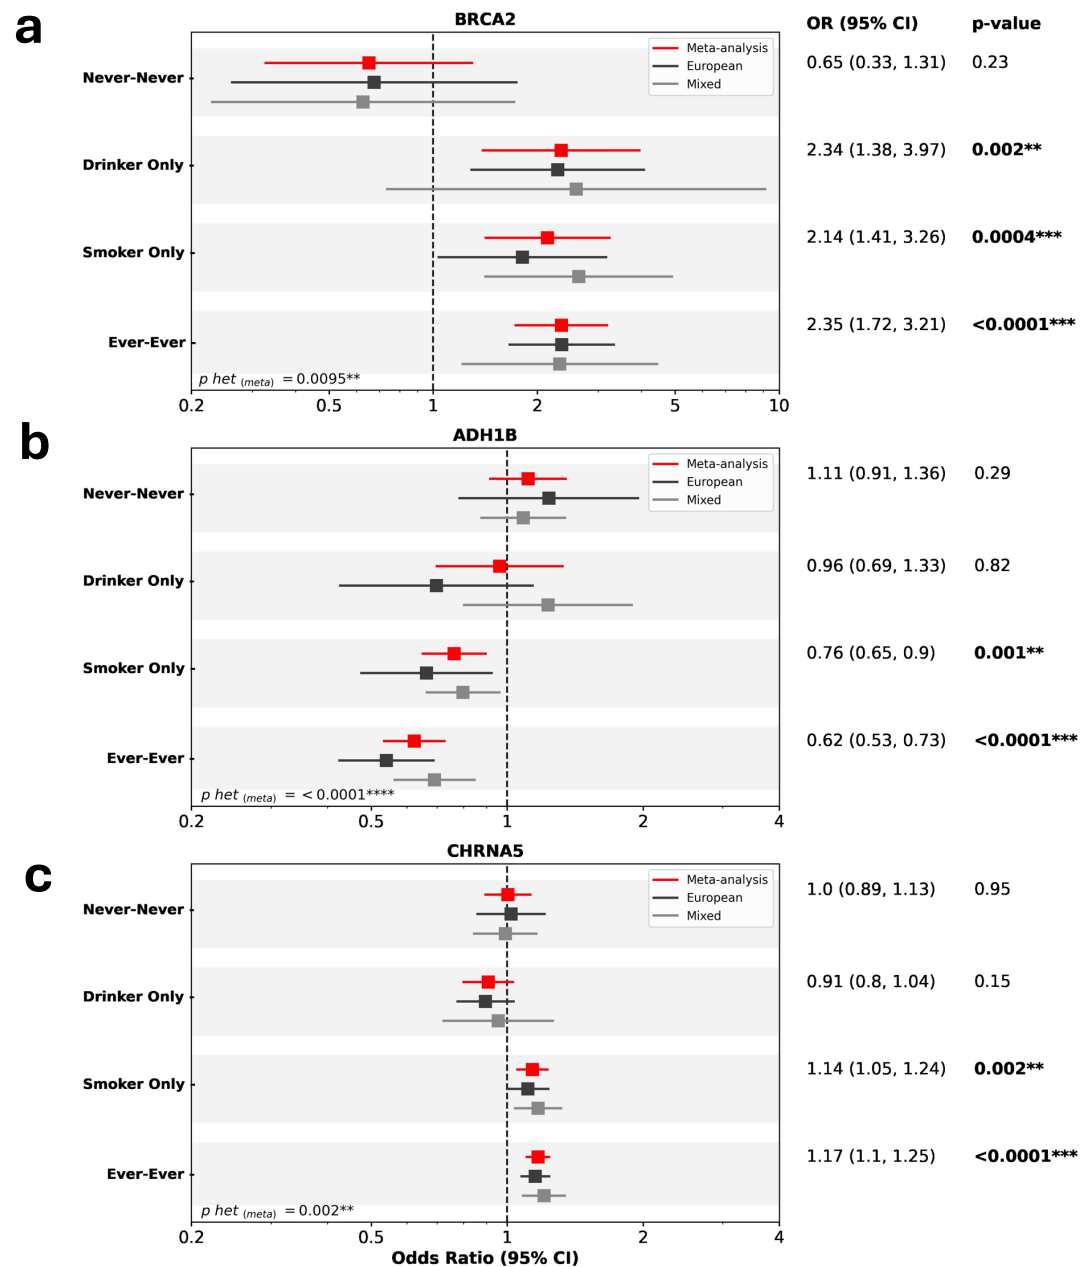 a
BRCA2
OR (95% CI) p-value
Meta-analysis
European
Mixed
Never-Never 0.65 (0.33, 1.31) 0.23
Drinker Only 2.34 (1.38, 3.97) 0.002**
Smoker Only 2.14 (1.41, 3.26) 0.0004***
Ever-Ever 2.35 (1.72, 3.21) <0.0001***
p het (meta) = 0.0095**
0.2 0.5 1 2 5 10
b
ADH1B
Meta-analysis
European
Mixed
Never-Never 1.11 (0.91, 1.36) 0.29
Drinker Only 0.96 (0.69, 1.33) 0.82
Smoker Only 0.76 (0.65, 0.9) 0.001**
Ever-Ever 0.62 (0.53, 0.73) <0.0001***
p het (meta) = <0.0001****
0.2 0.5 1 2 4
c
CHRNA5
Meta-analysis
European
Mixed
Never-Never 1.0 (0.89, 1.13) 0.95
Drinker Only 0.91 (0.8, 1.04) 0.15
Smoker Only 1.14 (1.05, 1.24) 0.002**
Ever-Ever 1.17 (1.1, 1.25) <0.0001***
p het (meta) = 0.002**
0.2 0.5 1 2 4
Odds Ratio (95% CI)